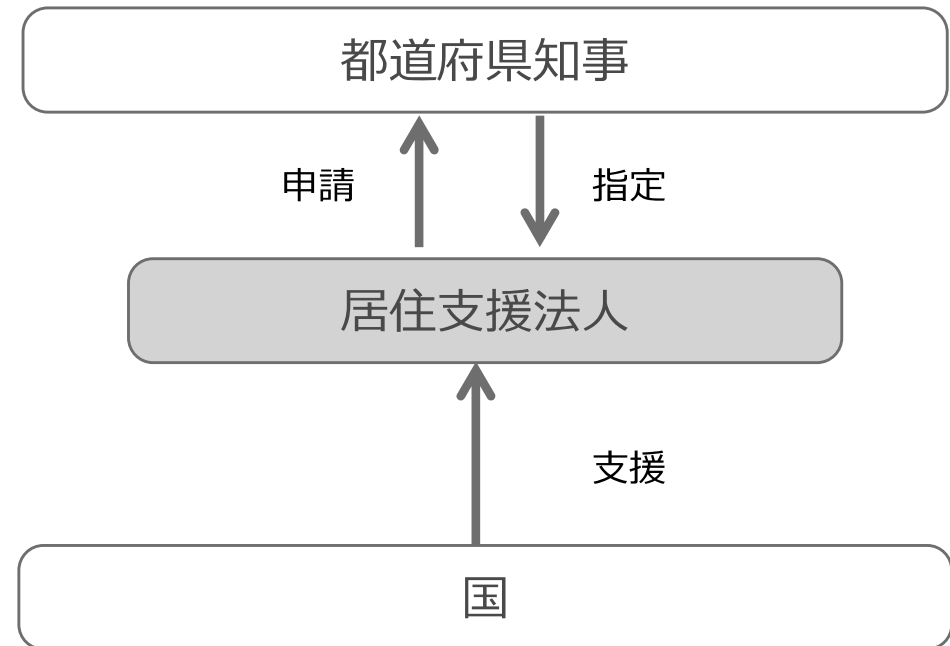 都道府県知事
申請
指定
居住支援法人
支援
国